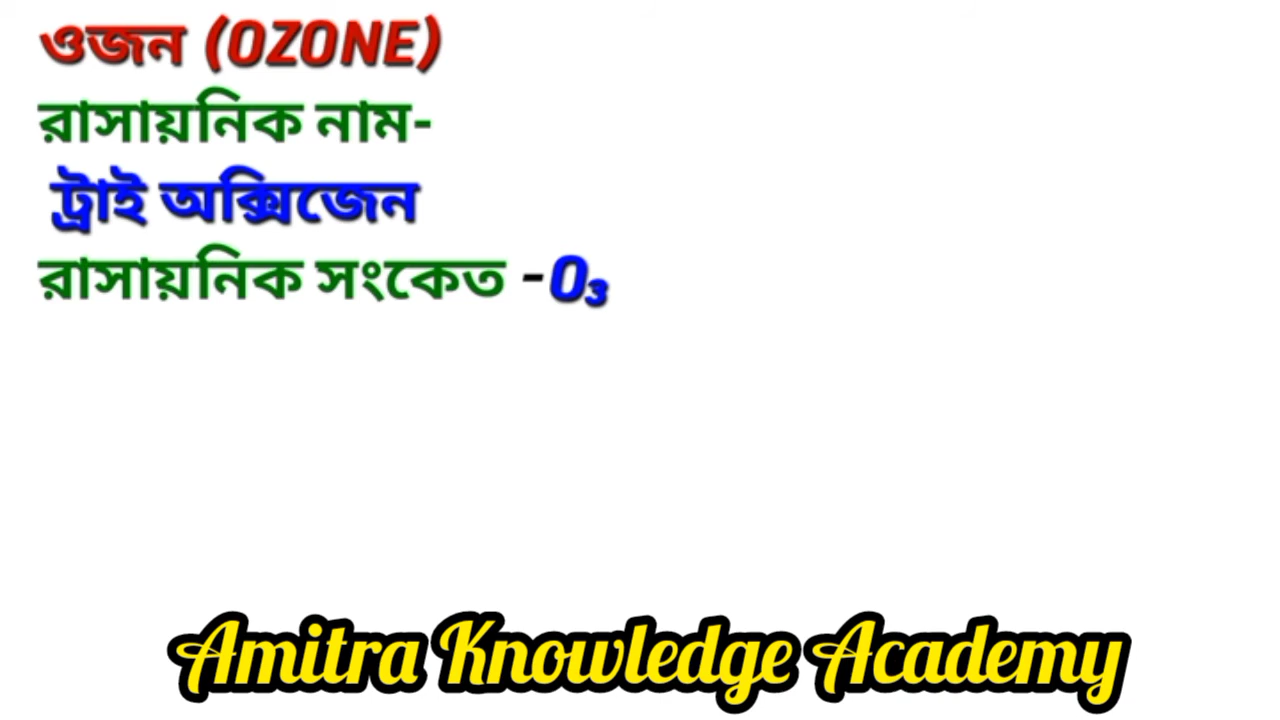 ওজন (OZONE)
রাসায়নিক নাম-
ট্রাই অক্সিজেন
রাসায়নিক সংকেত -O₃
Amitra Knowledge Academy